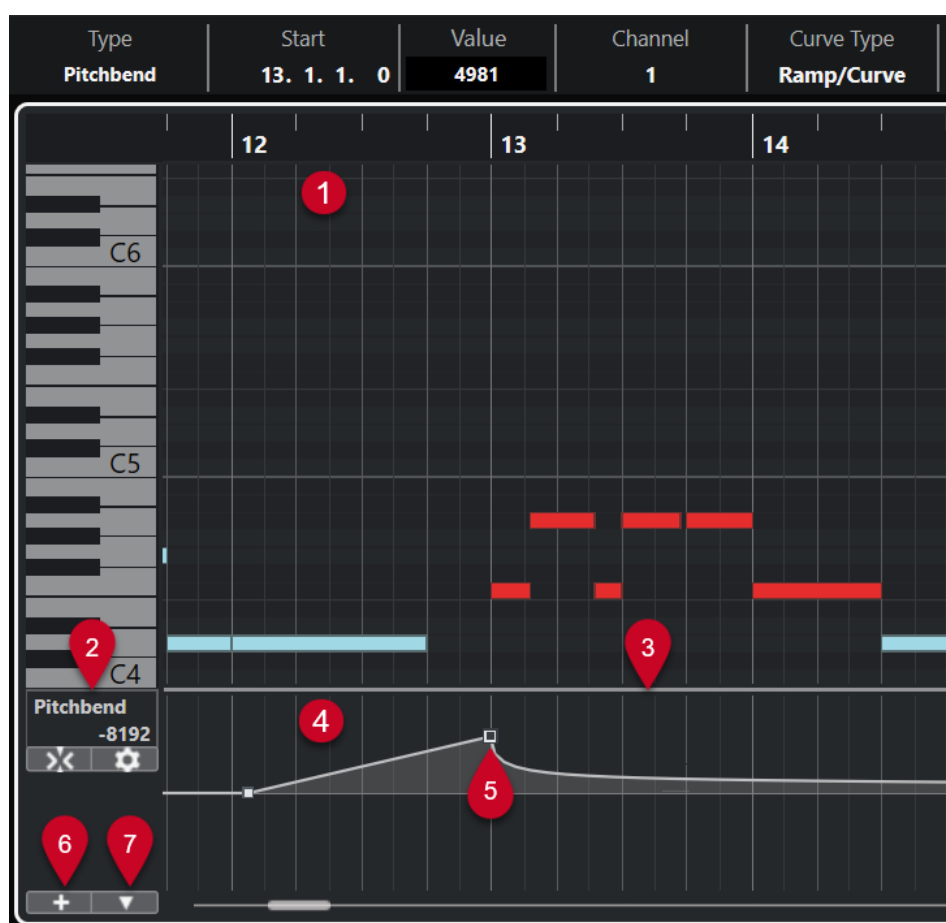 Type Start Value Channel Curve Type
Pitchbend 13. 1. 1. 0 4981 1 Ramp/Curve
12 13 14
1
C6
C5
2 3
C4
Pitchbend
-8192
4
5
6 7